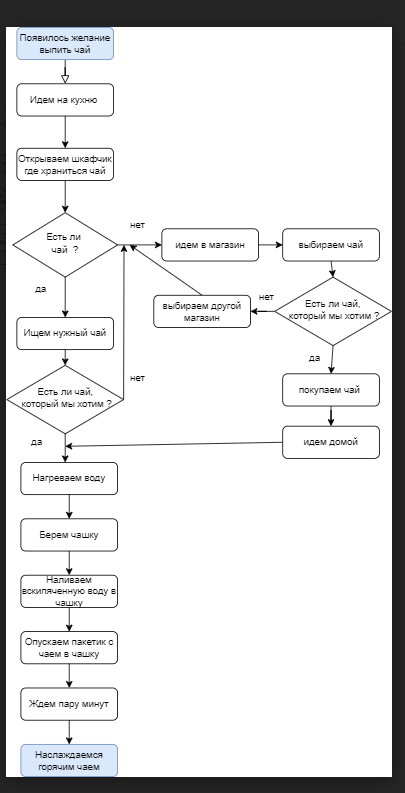 Появилось желание
выпить чай
Идем на кухню
Открываем шкафчик
где храниться чай
Есть ли
чай ?
нет
идем в магазин
выбираем чай
да
выбираем другой
магазин
нет
Есть ли чай,
который мы хотим ?
Ищем нужный чай
да
Есть ли чай,
который мы хотим ?
нет
покупаем чай
да
идем домой
Нагреваем воду
Берем чашку
Наливаем
вскипяченную воду в
чашку
Опускаем пакетик с
чаем в чашку
Ждем пару минут
Наслаждаемся
горячим чаем